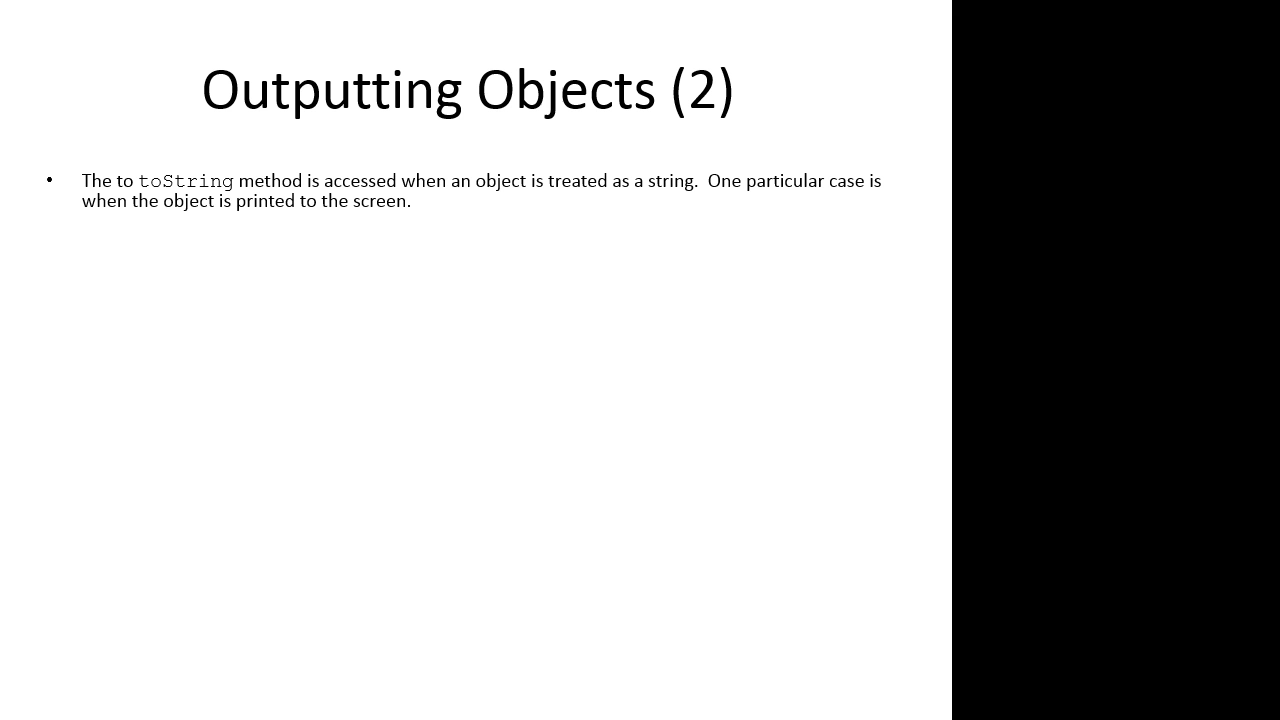 Outputting Objects (2)
• The to toString method is accessed when an object is treated as a string.  One particular case is
when the object is printed to the screen.